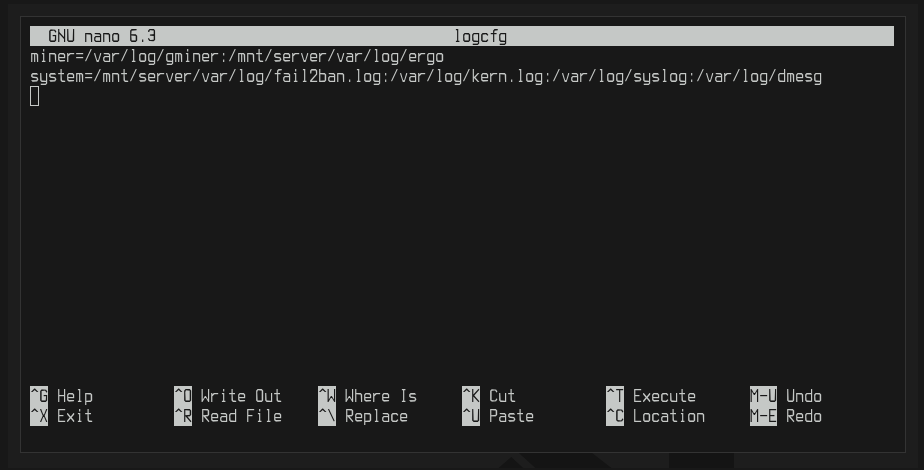 GNU nano 6.3 logcfg
miner=/var/log/gminer:/mnt/server/var/log/ergo
system=/mnt/server/var/log/fail2ban.log:/var/log/kern.log:/var/log/syslog:/var/log/dmesg
^G Help ^O Write Out ^W Where Is ^K Cut ^T Execute M-U Undo
^X Exit ^R Read File ^\ Replace ^U Paste ^C Location M-E Redo